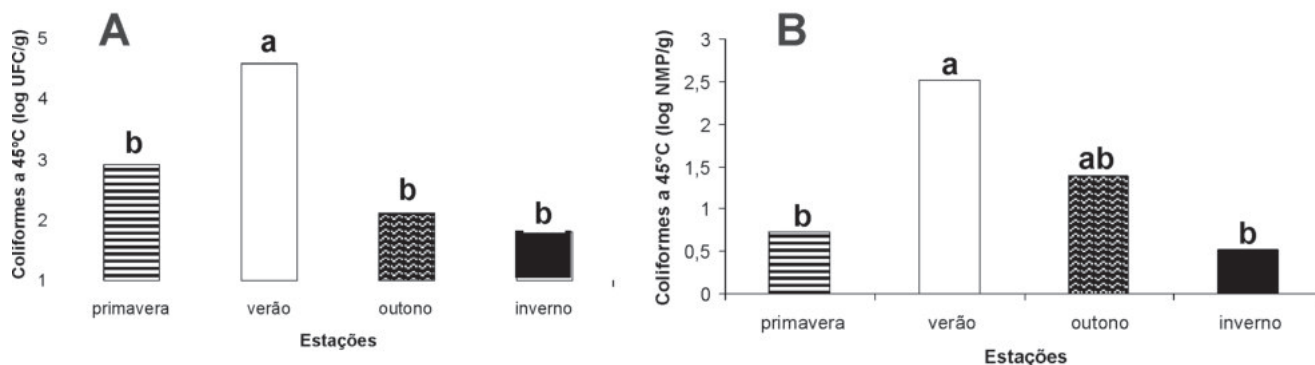 A
Coliformes a 45°C (log UFC/g)
5
4
3
2
1
b
a
b
b
primavera
verão
outono
inverno
Estações
B
Coliformes a 45°C (log NMP/g)
3
2,5
2
1,5
1
0,5
0
b
a
ab
b
primavera
verão
outono
inverno
Estações